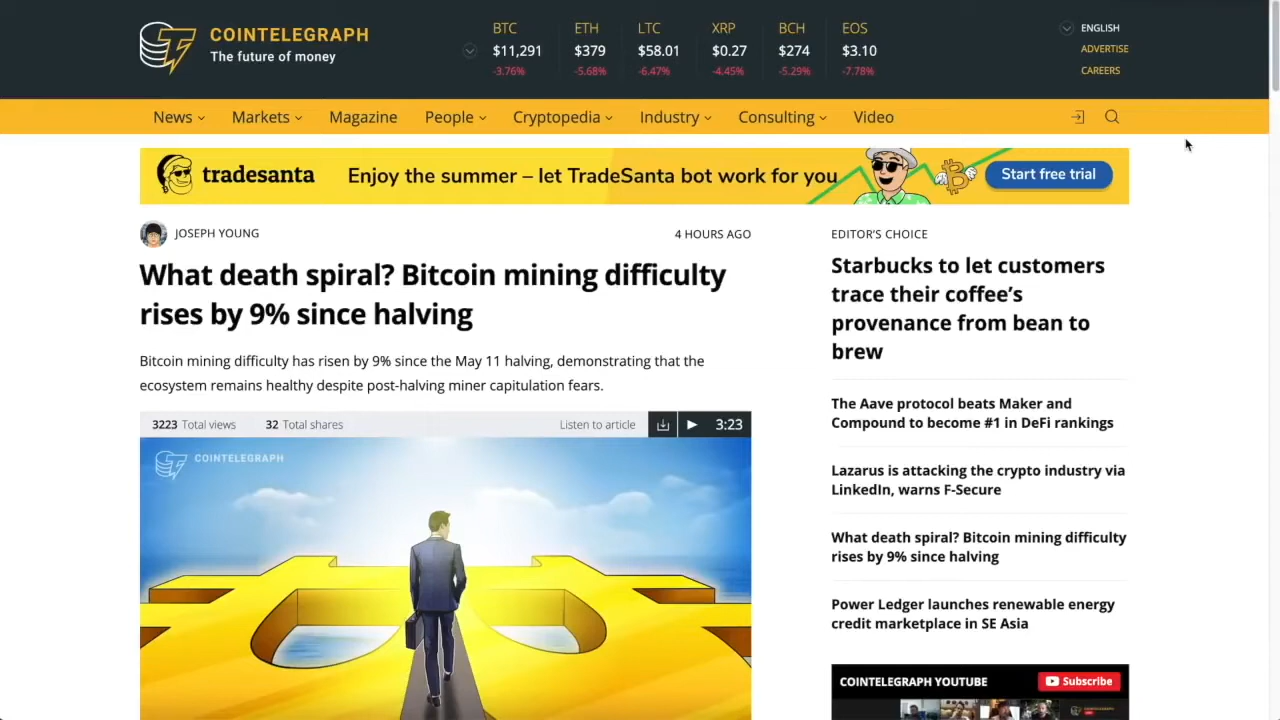 COINTELEGRAPH
The future of money
BTC
$11,291
-3.76%
ETH
$379
-5.68%
LTC
$58.01
-6.47%
XRP
$0.27
-4.45%
BCH
$274
-5.29%
EOS
$3.10
-7.78%
ENGLISH
ADVERTISE
CAREERS
News
Markets
Magazine
People
Cryptopedia
Industry
Consulting
Video
tradesanta
Enjoy the summer – let TradeSanta bot work for you
Start free trial
JOSEPH YOUNG
4 HOURS AGO
What death spiral? Bitcoin mining difficulty
rises by 9% since halving
Bitcoin mining difficulty has risen by 9% since the May 11 halving, demonstrating that the
ecosystem remains healthy despite post-halving miner capitulation fears.
3223 Total views
32 Total shares
Listen to article
3:23
COINTELEGRAPH
EDITOR'S CHOICE
Starbucks to let customers
trace their coffee's
provenance from bean to
brew
The Aave protocol beats Maker and
Compound to become #1 in DeFi rankings
Lazarus is attacking the crypto industry via
LinkedIn, warns F-Secure
What death spiral? Bitcoin mining difficulty
rises by 9% since halving
Power Ledger launches renewable energy
credit marketplace in SE Asia
COINTELEGRAPH YOUTUBE
Subscribe